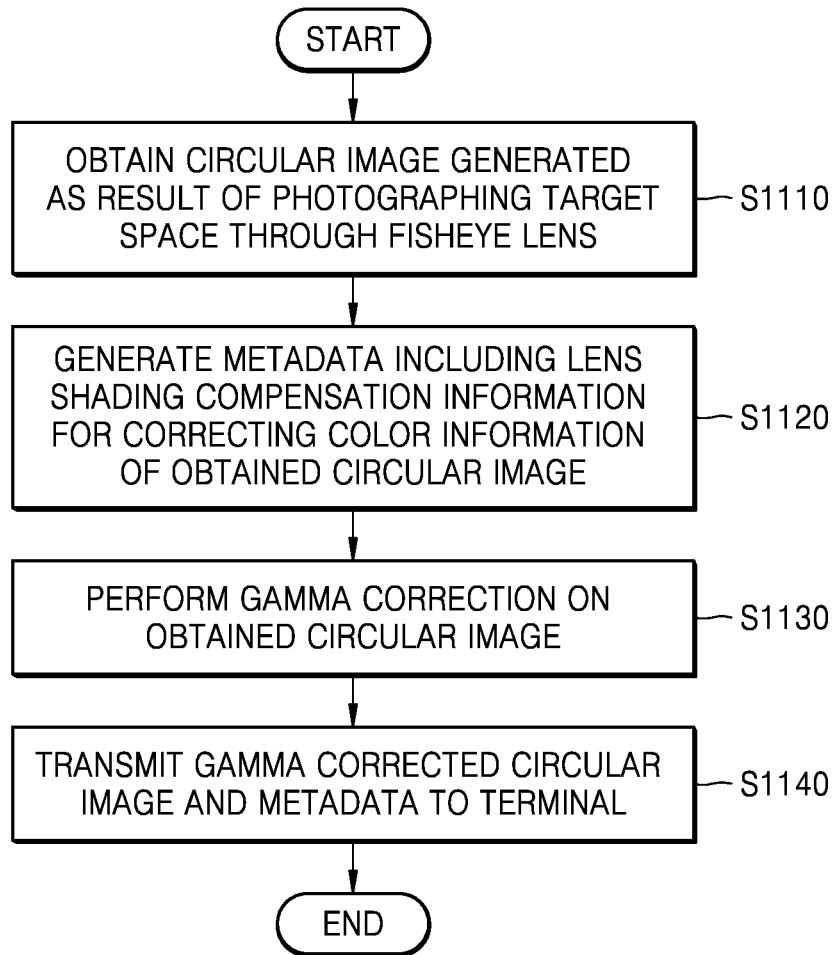 START
OBTAIN CIRCULAR IMAGE GENERATED
AS RESULT OF PHOTOGRAPHING TARGET
SPACE THROUGH FISHEYE LENS
S1110
GENERATE METADATA INCLUDING LENS
SHADING COMPENSATION INFORMATION
FOR CORRECTING COLOR INFORMATION
OF OBTAINED CIRCULAR IMAGE
S1120
PERFORM GAMMA CORRECTION ON
OBTAINED CIRCULAR IMAGE
S1130
TRANSMIT GAMMA CORRECTED CIRCULAR
IMAGE AND METADATA TO TERMINAL
S1140
END